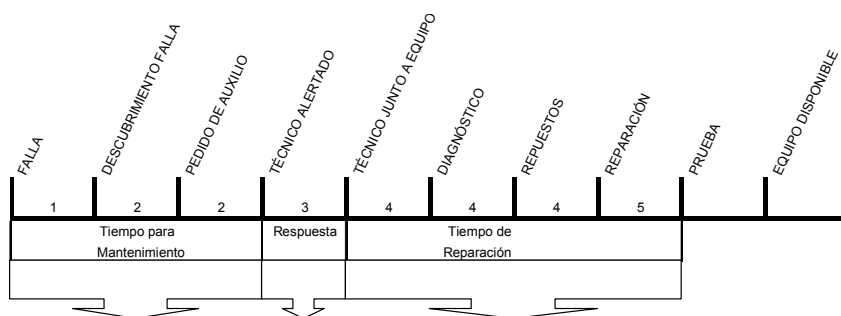 FALLA
DESCUBRIMIENTO FALLA
PEDIDO DE AUXILIO
TÉCNICO ALERTADO
TÉCNICO JUNTO A EQUIPO
DIAGNÓSTICO
REPUESTOS
REPARACIÓN
PRUEBA
EQUIPO DISPONIBLE
1 2 2 3 4 4 4 5
Tiempo para Respuesta Tiempo de
Mantenimiento Reparación